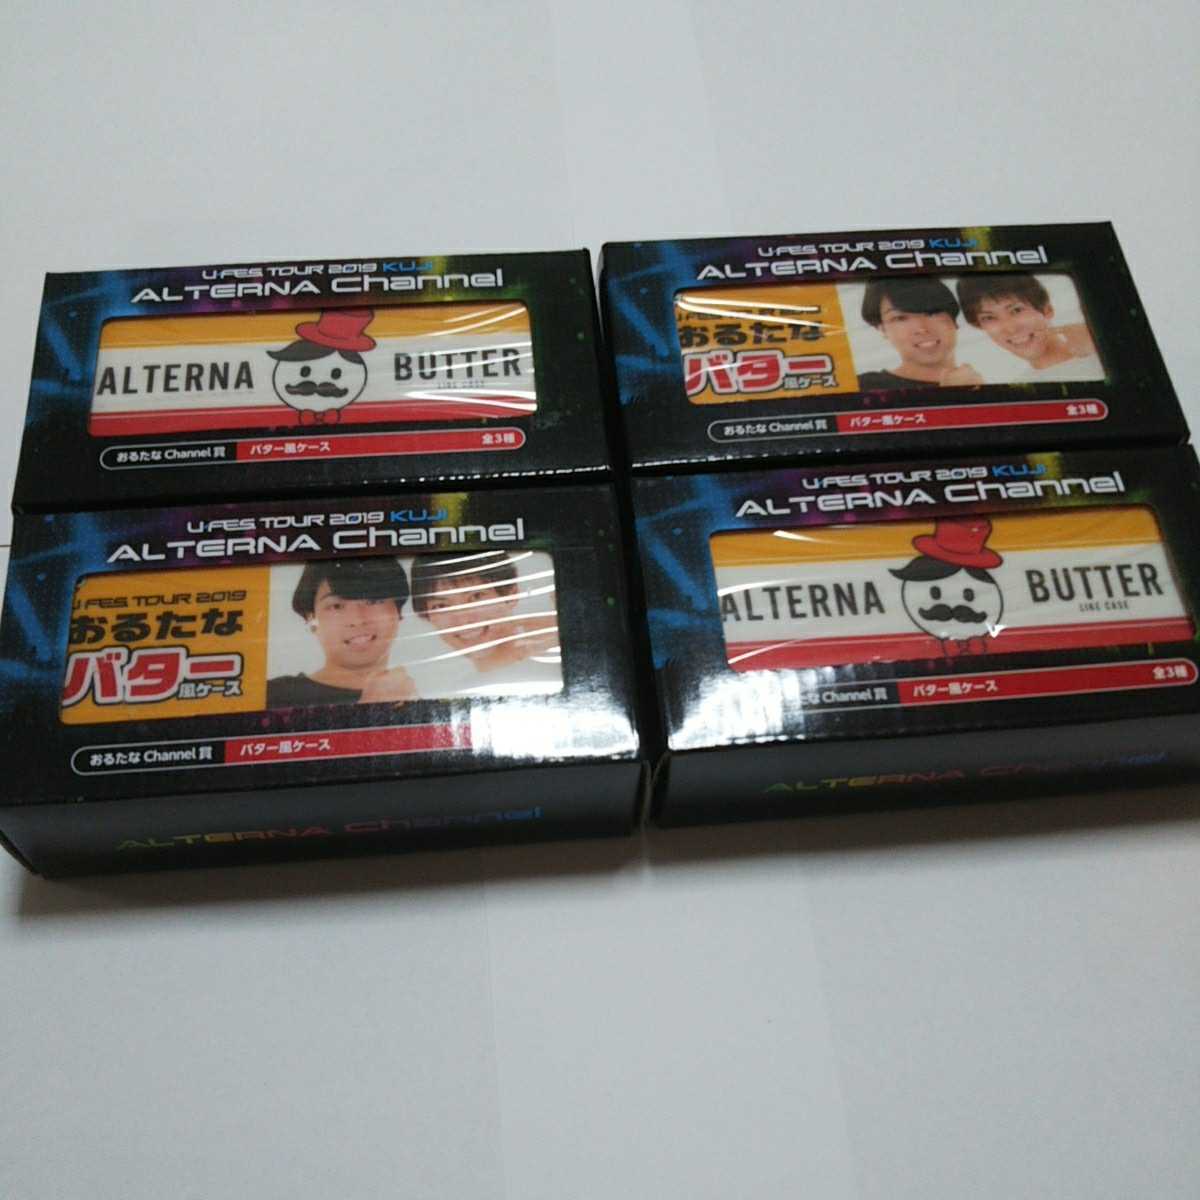 U-FES. TOUR 2019 KUJI
ALTERNA Channel
ALTERNA BUTTER
LIKE CASE
おるたな Channel 賞 バター風ケース 全3種
U-FES. TOUR 2019 KUJI
ALTERNA Channel
U-FES. TOUR 2019
おるたな
バター
風ケース
おるたな Channel 賞 バター風ケース 全3種
U-FES. TOUR 2019 KUJI
ALTERNA Channel
U-FES. TOUR 2019
おるたな
バター
風ケース
おるたな Channel 賞 バター風ケース
ALTERNA Channel
U-FES. TOUR 2019 KUJI
ALTERNA Channel
ALTERNA BUTTER
LIKE CASE
な Channel 賞 バター風ケース 全3種
ALTERNA Channel